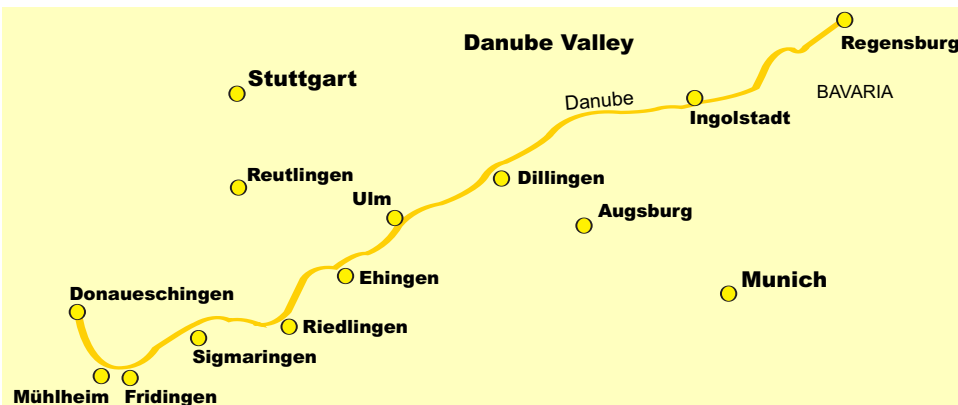 Danube Valley
Regensburg
Stuttgart
BAVARIA
Danube
Ingolstadt
Reutlingen
Dillingen
Ulm
Augsburg
Ehingen
Munich
Donaueschingen
Riedlingen
Sigmaringen
Mühlheim
Fridingen